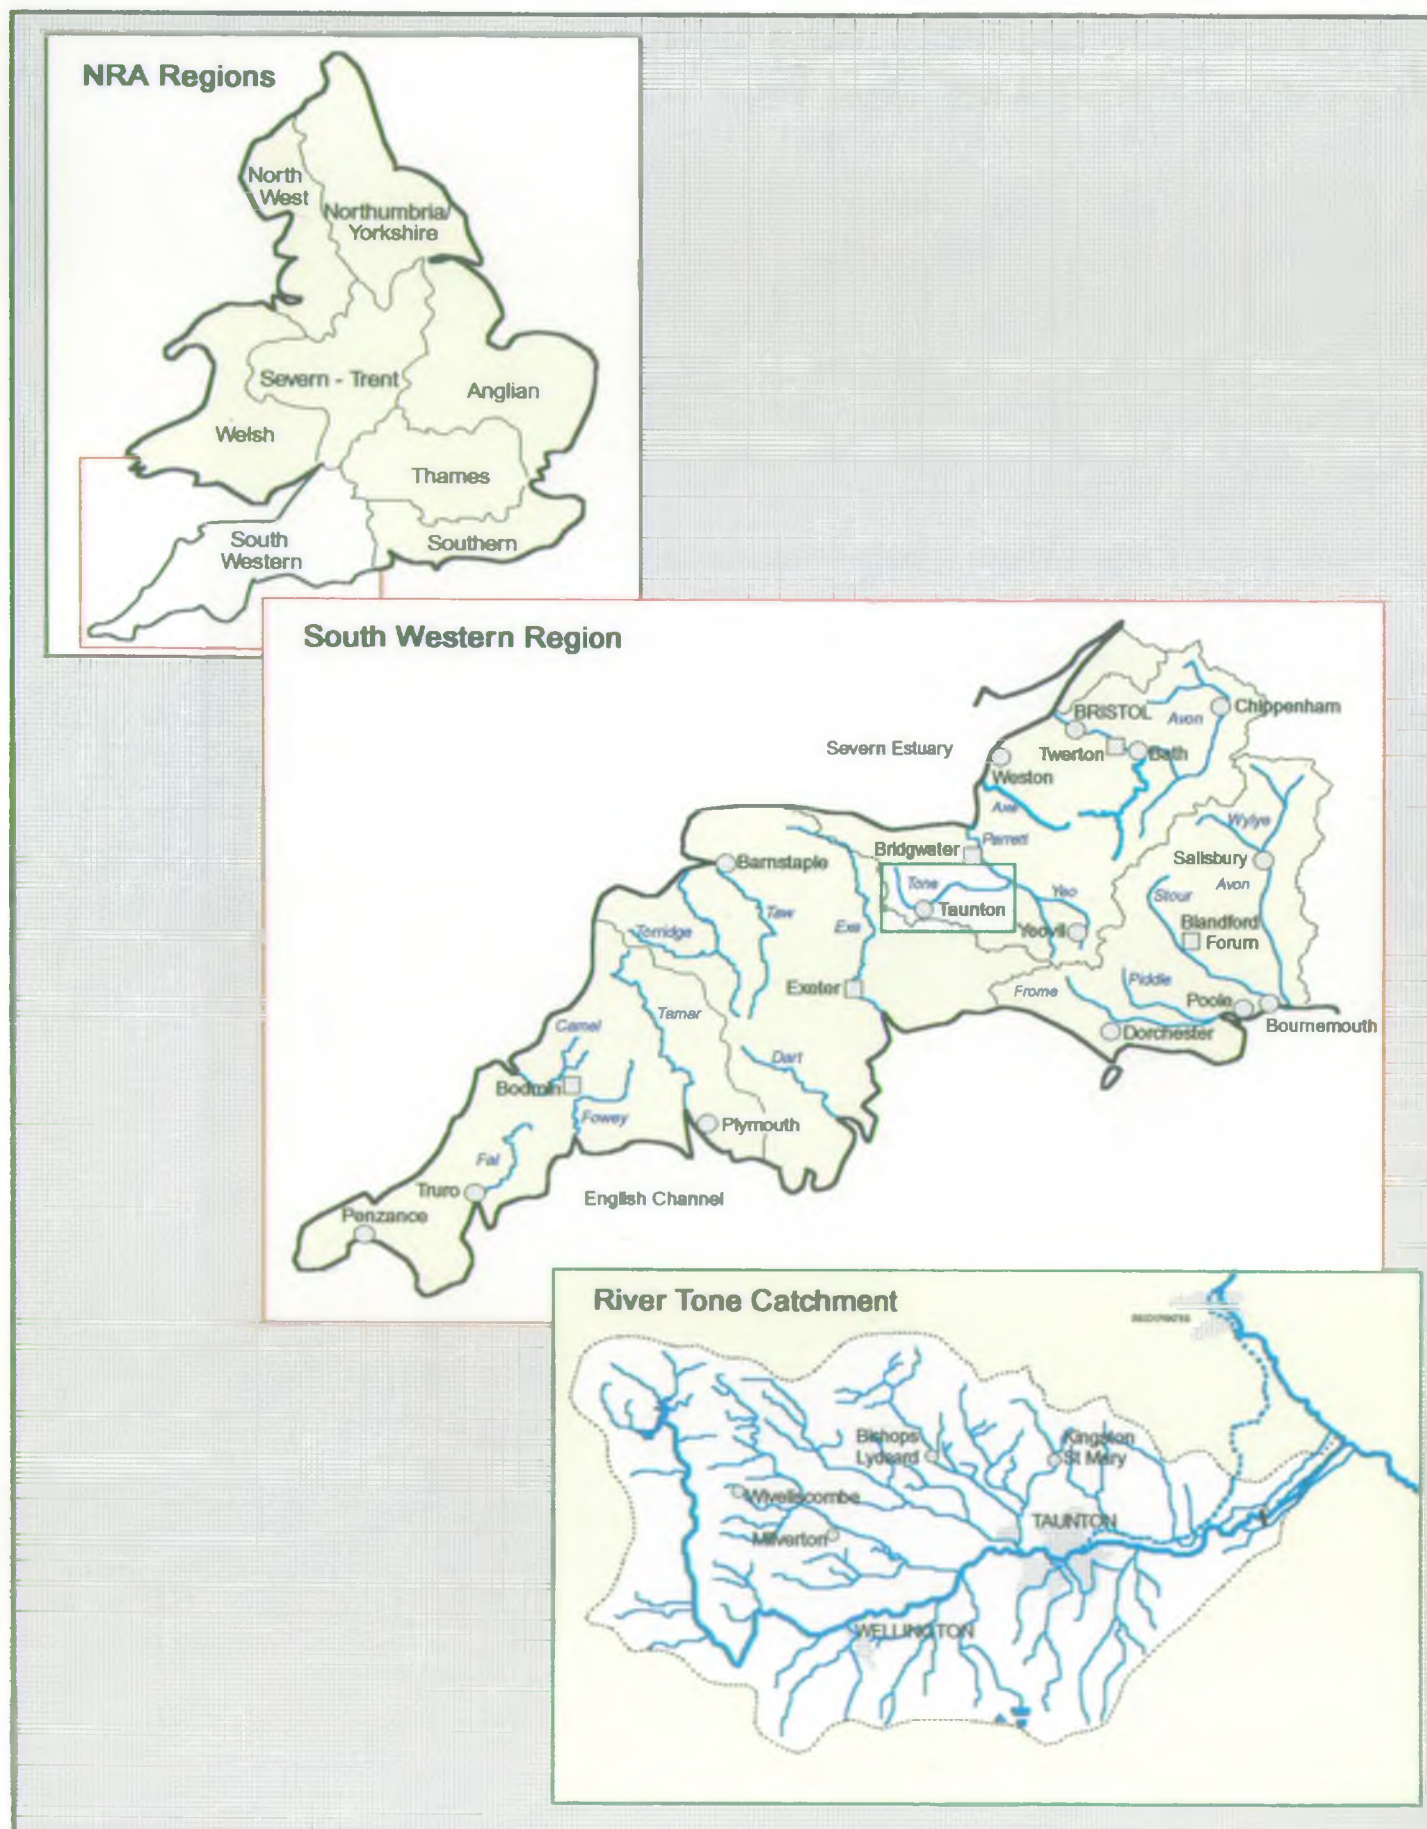 NRA Regions
North
West
Northumbria/
Yorkshire
Severn - Trent
Anglian
Welsh
Thames
South
Western
Southern
South Western Region
Severn Estuary
BRISTOL
Avon
Chippenham
Twerton
Bath
Weston
Axe
Wylye
Parrett
Bridgwater
Salisbury
Barnstaple
Tone
Yeo
Stour
Avon
Taw
Taunton
Blandford
Forum
Torridge
Exe
Yeovil
Exeter
Frome
Piddle
Poole
Tamar
Bournemouth
Camel
Dorchester
Dart
Bodmin
Fowey
Plymouth
Fal
Truro
English Channel
Penzance
River Tone Catchment
BRIDGWATER
Bishops
Lydeard
Kingston
St Mary
Wiveliscombe
TAUNTON
Milverton
WELLINGTON